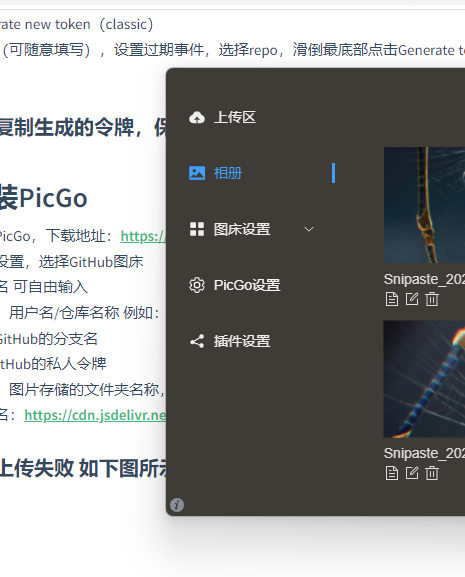 rate new token（classic）
（可随意填写），设置过期事件，选择repo，滑倒最底部点击Generate to
复制生成的令牌，保
装PicGo
PicGo，下载地址：https:/
设置，选择GitHub图床
名 可自由输入
用户名/仓库名称 例如：
GitHub的分支名
tHub的私人令牌
图片存储的文件夹名称，
名：https://cdn.jsdelivr.ne
上传失败 如下图所示
上传区
相册
图床设置
PicGo设置
插件设置
Snipaste_202
Snipaste_202